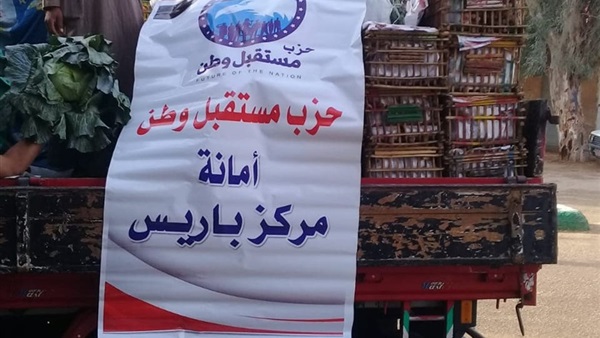 حزب
مستقبل وطن
FUTURE OF THE NATION
حزب مستقبل وطن
أمانة
مركز باريس